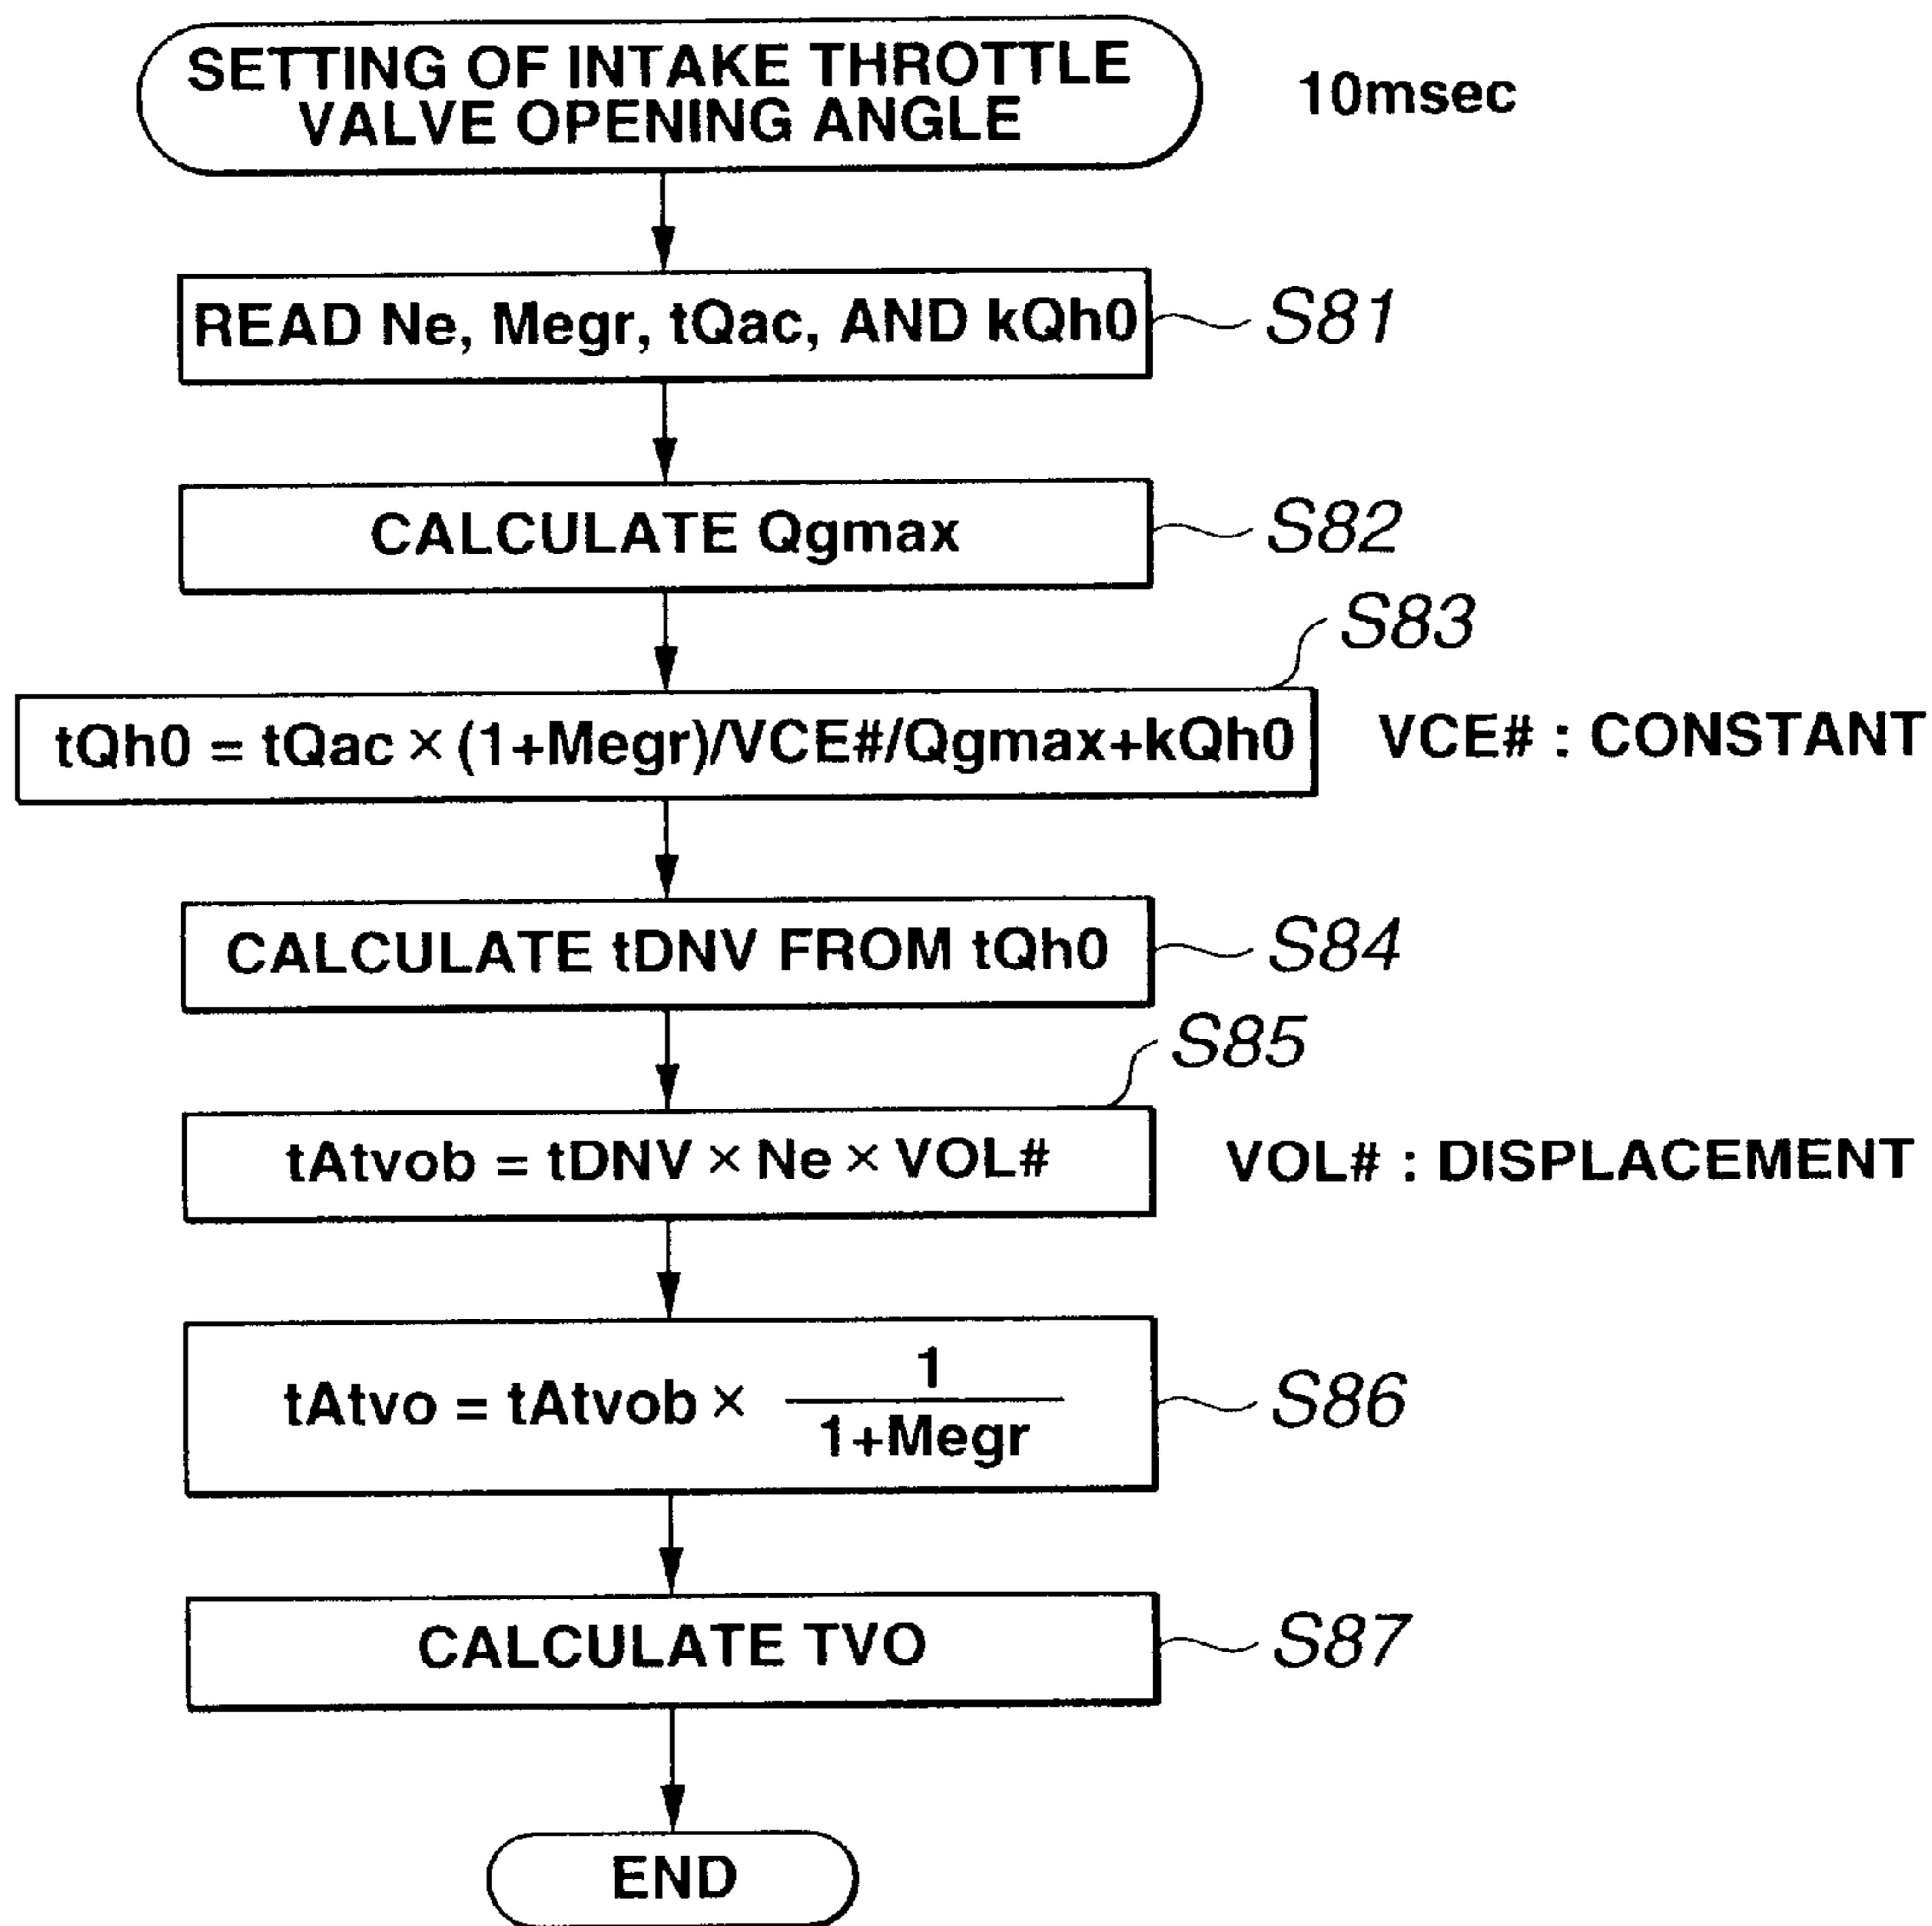 SETTING OF INTAKE THROTTLE
VALVE OPENING ANGLE
10msec
READ Ne, Megr, tQac, AND kQh0
S81
CALCULATE Qgmax
S82
S83
tQh0 = tQac × (1+Megr)/VCE#/Qgmax+kQh0
VCE# : CONSTANT
CALCULATE tDNV FROM tQh0
S84
S85
tAtvob = tDNV × Ne × VOL#
VOL# : DISPLACEMENT
tAtvo = tAtvob × 1
1+Megr
S86
CALCULATE TVO
S87
END